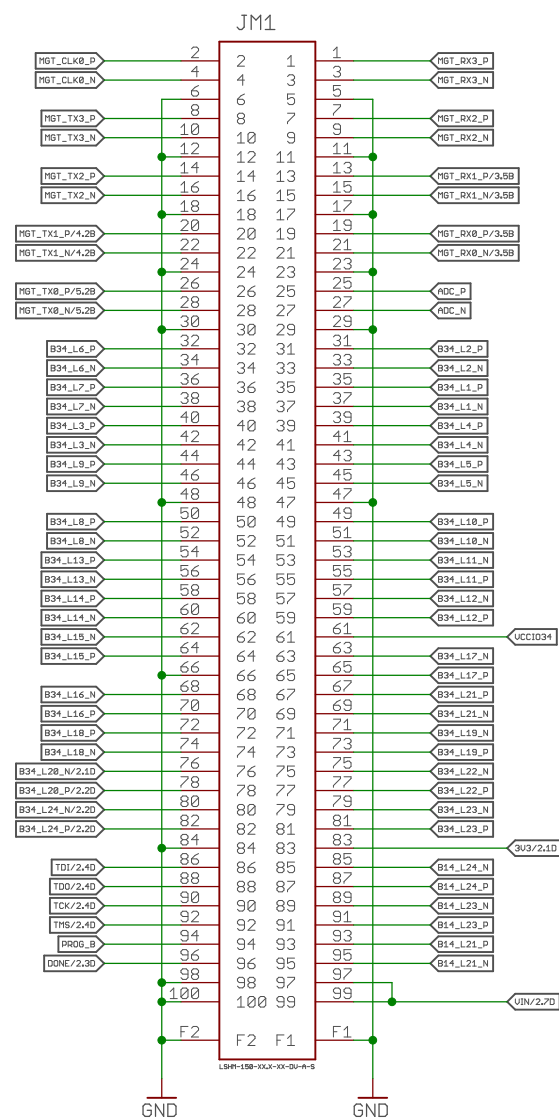 JM1
MGT_CLK0_P 2 2 1 1 MGT_RX3_P
MGT_CLK0_N 4 4 3 3 MGT_RX3_N
6 6 5 5
MGT_TX3_P 8 8 7 7 MGT_RX2_P
MGT_TX3_N 10 10 9 9 MGT_RX2_N
12 12 11 11
MGT_TX2_P 14 14 13 13 MGT_RX1_P/3.5B
MGT_TX2_N 16 16 15 15 MGT_RX1_N/3.5B
18 18 17 17
MGT_TX1_P/4.2B 20 20 19 19 MGT_RX0_P/3.5B
MGT_TX1_N/4.2B 22 22 21 21 MGT_RX0_N/3.5B
24 24 23 23
MGT_TX0_P/5.2B 26 26 25 25 ADC_P
MGT_TX0_N/5.2B 28 28 27 27 ADC_N
30 30 29 29
B34_L6_P 32 32 31 31 B34_L2_P
B34_L6_N 34 34 33 33 B34_L2_N
B34_L7_P 36 36 35 35 B34_L1_P
B34_L7_N 38 38 37 37 B34_L1_N
B34_L3_P 40 40 39 39 B34_L4_P
B34_L3_N 42 42 41 41 B34_L4_N
B34_L9_P 44 44 43 43 B34_L5_P
B34_L9_N 46 46 45 45 B34_L5_N
48 48 47 47
B34_L8_P 50 50 49 49 B34_L10_P
B34_L8_N 52 52 51 51 B34_L10_N
B34_L13_P 54 54 53 53 B34_L11_N
B34_L13_N 56 56 55 55 B34_L11_P
B34_L14_P 58 58 57 57 B34_L12_N
B34_L14_N 60 60 59 59 B34_L12_P
B34_L15_N 62 62 61 61 VCCIO34
B34_L15_P 64 64 63 63 B34_L17_N
66 66 65 65 B34_L17_P
B34_L16_N 68 68 67 67 B34_L21_P
B34_L16_P 70 70 69 69 B34_L21_N
B34_L18_P 72 72 71 71 B34_L19_N
B34_L18_N 74 74 73 73 B34_L19_P
B34_L20_N/2.1D 76 76 75 75 B34_L22_N
B34_L20_P/2.2D 78 78 77 77 B34_L22_P
B34_L24_N/2.2D 80 80 79 79 B34_L23_N
B34_L24_P/2.2D 82 82 81 81 B34_L23_P
84 84 83 83 3V3/2.1D
TDI/2.4D 86 86 85 85 B14_L24_N
TDO/2.4D 88 88 87 87 B14_L24_P
TCK/2.4D 90 90 89 89 B14_L23_N
TMS/2.4D 92 92 91 91 B14_L23_P
PROG_B 94 94 93 93 B14_L21_P
DONE/2.3D 96 96 95 95 B14_L21_N
98 98 97 97
100 100 99 99 VIN/2.7D
F2 F2 F1 F1
LSHM-150-XX.X-XX-DV-A-S
GND GND